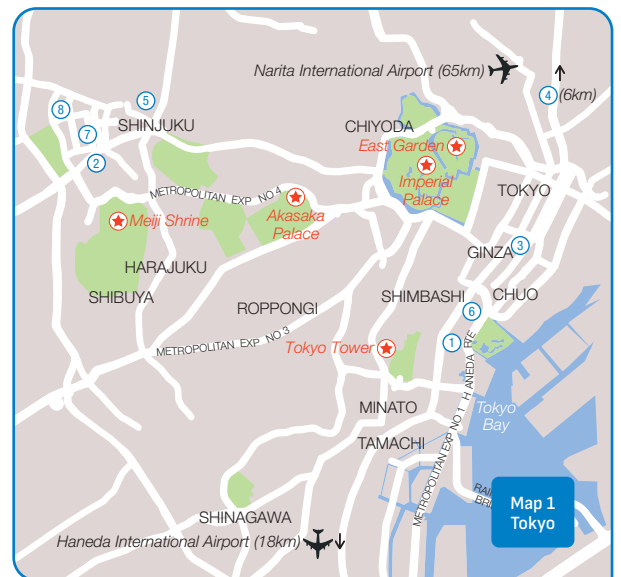 Narita International Airport (65km)
4 (6km)
5
8
SHINJUKU
CHIYODA
7
East Garden
2
Imperial
Palace
TOKYO
METROPOLITAN EXP NO 4
Meiji Shrine
Akasaka
Palace
GINZA
3
HARAJUKU
SHIBUYA
SHIMBASHI
CHUO
ROPPONGI
6
METROPOLITAN EXP NO 3
Tokyo Tower
1
METROPOLITAN EXP NO 1 HANEDA RTE
MINATO
Tokyo
Bay
TAMACHI
SHINAGAWA
Haneda International Airport (18km)
Map 1
Tokyo